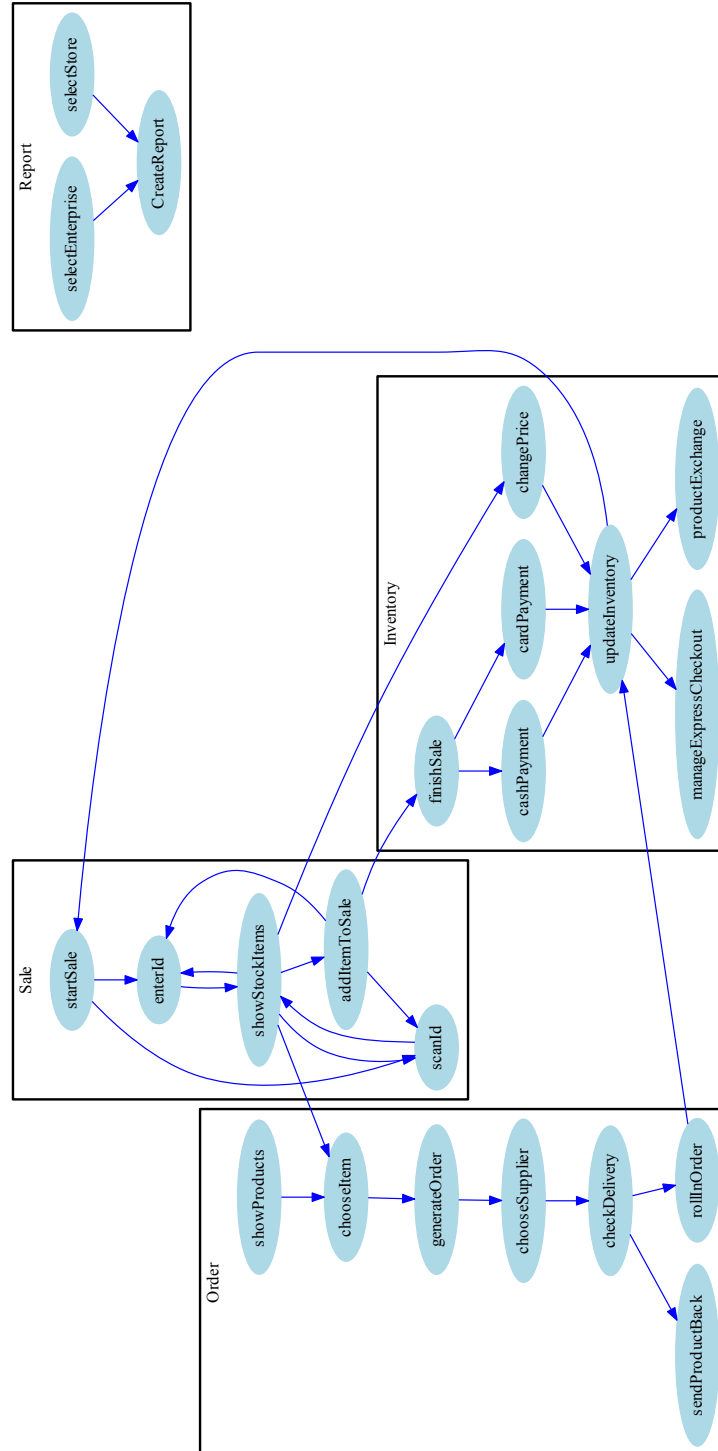 Report
selectEnterprise
selectStore
CreateReport
Sale
startSale
enterId
showStockItems
addItemToSale
scanId
Inventory
finishSale
cashPayment
cardPayment
changePrice
updateInventory
manageExpressCheckout
productExchange
Order
showProducts
chooseItem
generateOrder
chooseSupplier
checkDelivery
sendProductBack
rollInOrder